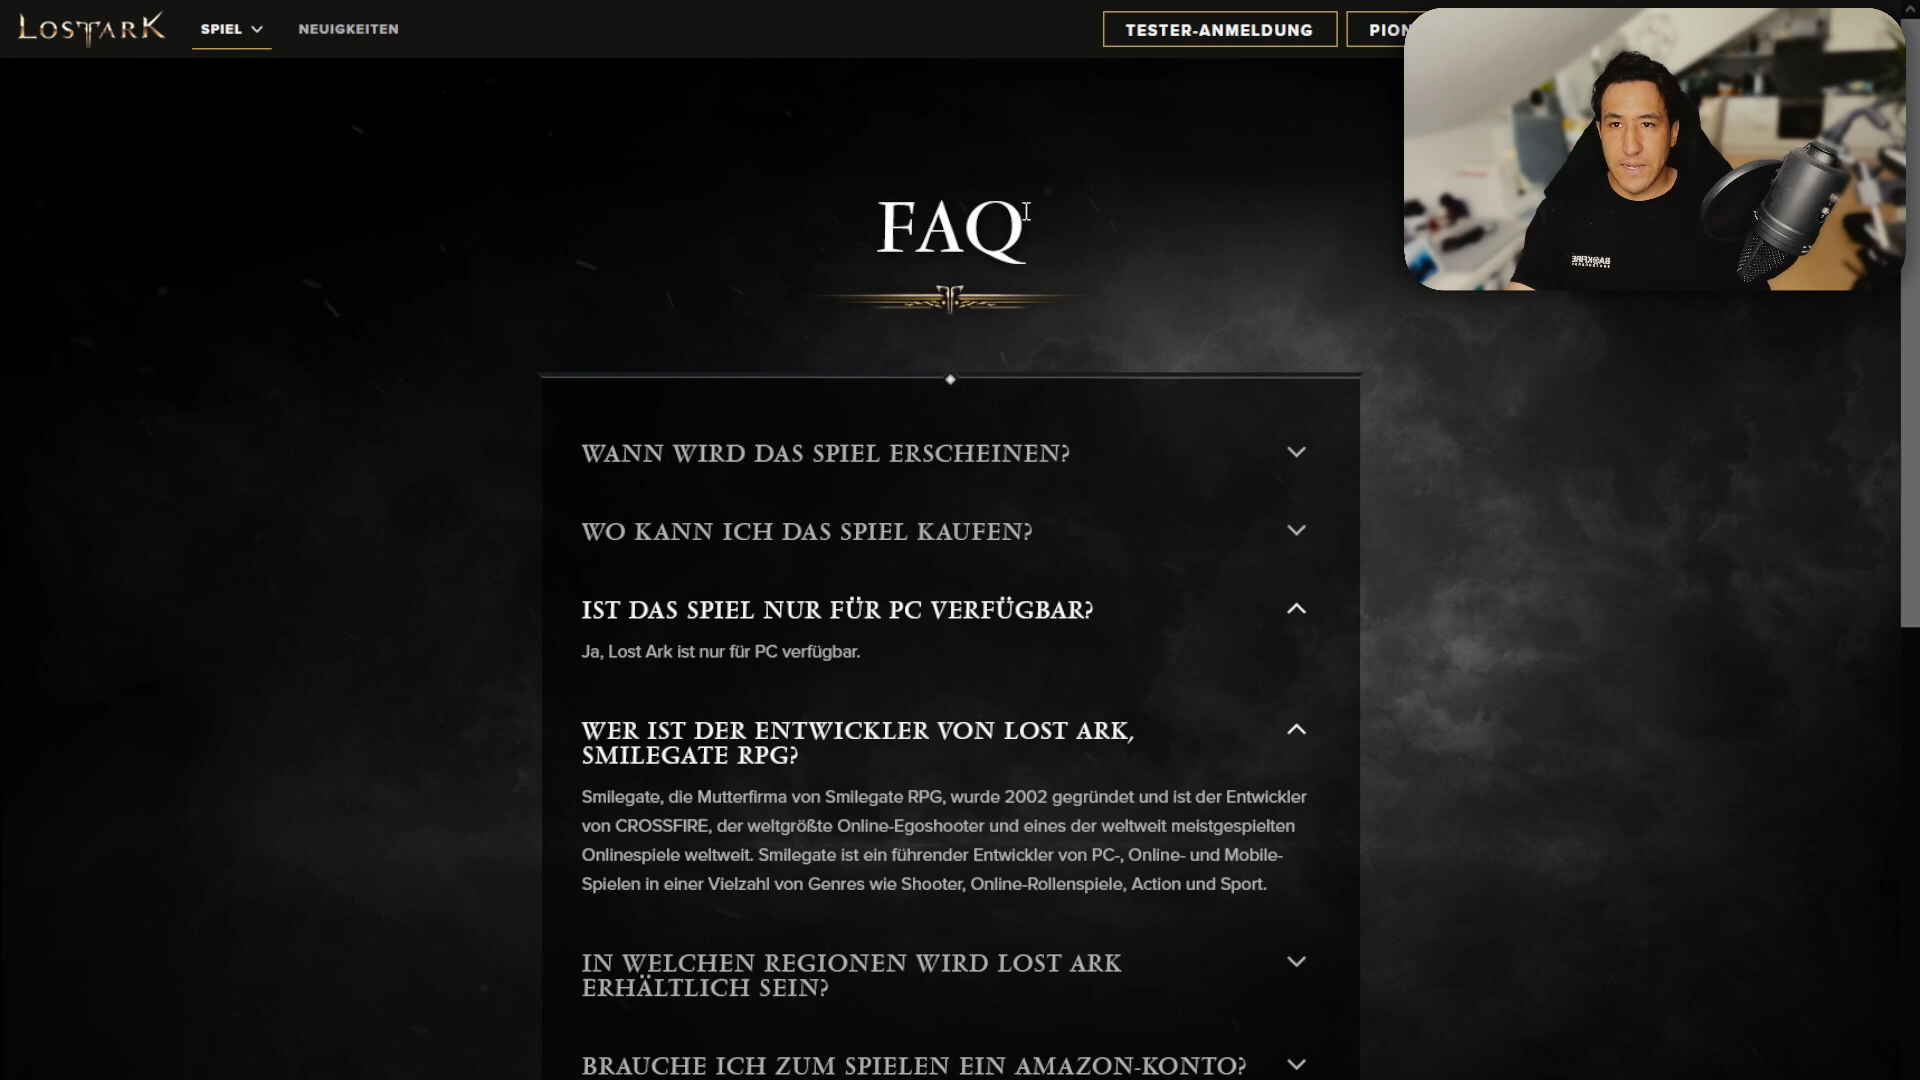 LOST ARK
SPIEL
NEUIGKEITEN
TESTER-ANMELDUNG
FAQ
WANN WIRD DAS SPIEL ERSCHEINEN?
WO KANN ICH DAS SPIEL KAUFEN?
IST DAS SPIEL NUR FÜR PC VERFÜGBAR?
Ja, Lost Ark ist nur für PC verfügbar.
WER IST DER ENTWICKLER VON LOST ARK,
SMILEGATE RPG?
Smilegate, die Mutterfirma von Smilegate RPG, wurde 2002 gegründet und ist der Entwickler
von CROSSFIRE, der weltgrößte Online-Egoshooter und eines der weltweit meistgespielten
Onlinespiele weltweit. Smilegate ist ein führender Entwickler von PC-, Online- und Mobile-
Spielen in einer Vielzahl von Genres wie Shooter, Online-Rollenspiele, Action und Sport.
IN WELCHEN REGIONEN WIRD LOST ARK
ERHÄLTLICH SEIN?
BRAUCHE ICH ZUM SPIELEN EIN AMAZON-KONTO?